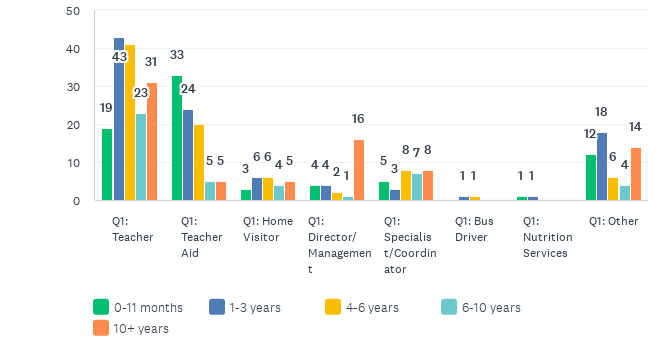 50
40
30
20
10
0
19 43 23 31
33 24 5 5
3 6 6 4 5
4 4 2 1 16
5 3 8 7 8
1 1
1 1
12 18 6 4 14
Q1:
Teacher
Q1:
Teacher
Aid
Q1: Home
Visitor
Q1:
Director/
Managemen
t
Q1:
Specialis
t/Coordin
ator
Q1: Bus
Driver
Q1:
Nutrition
Services
Q1: Other
0-11 months
1-3 years
4-6 years
6-10 years
10+ years